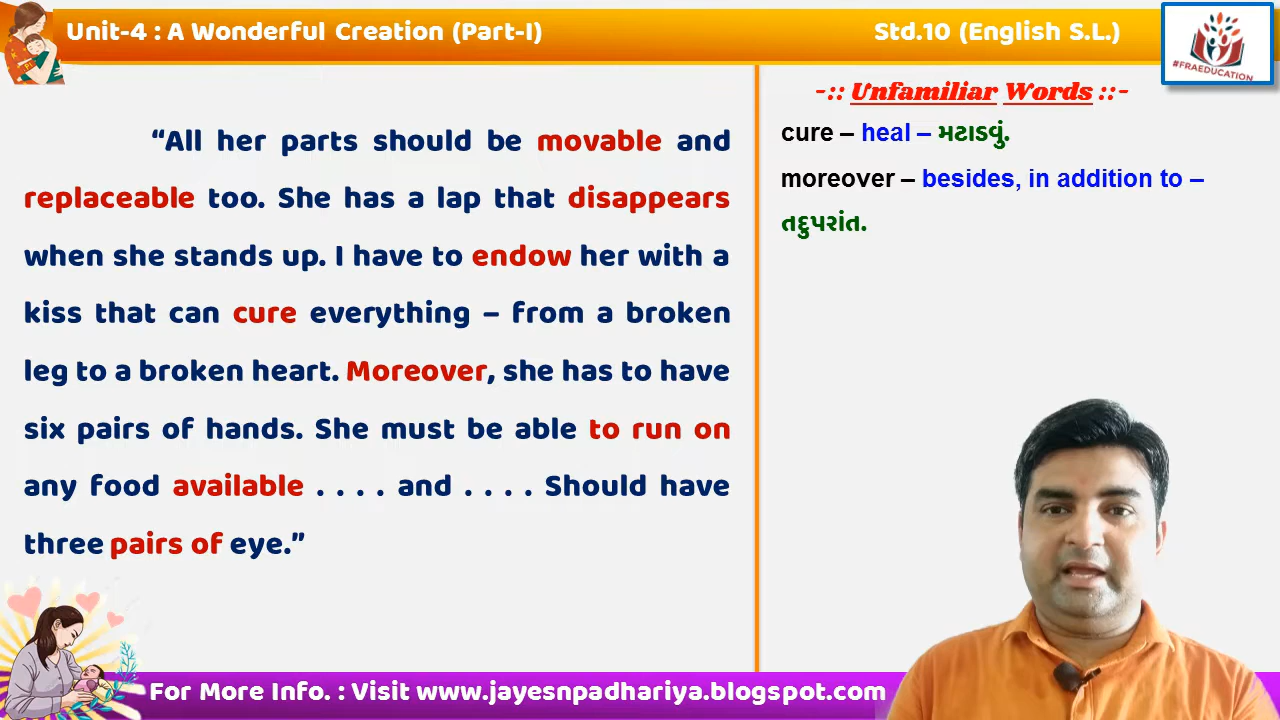 Unit-4 : A Wonderful Creation (Part-I)
Std.10 (English S.L.)
#FRAEDUCATION
“All her parts should be movable and
replaceable too. She has a lap that disappears
when she stands up. I have to endow her with a
kiss that can cure everything – from a broken
leg to a broken heart. Moreover, she has to have
six pairs of hands. She must be able to run on
any food available . . . . and . . . . Should have
three pairs of eye.”
-:: Unfamiliar Words ::-
cure – heal – મટાડવું.
moreover – besides, in addition to –
તદુપરાંત.
For More Info. : Visit www.jayesnpadhariya.blogspot.com